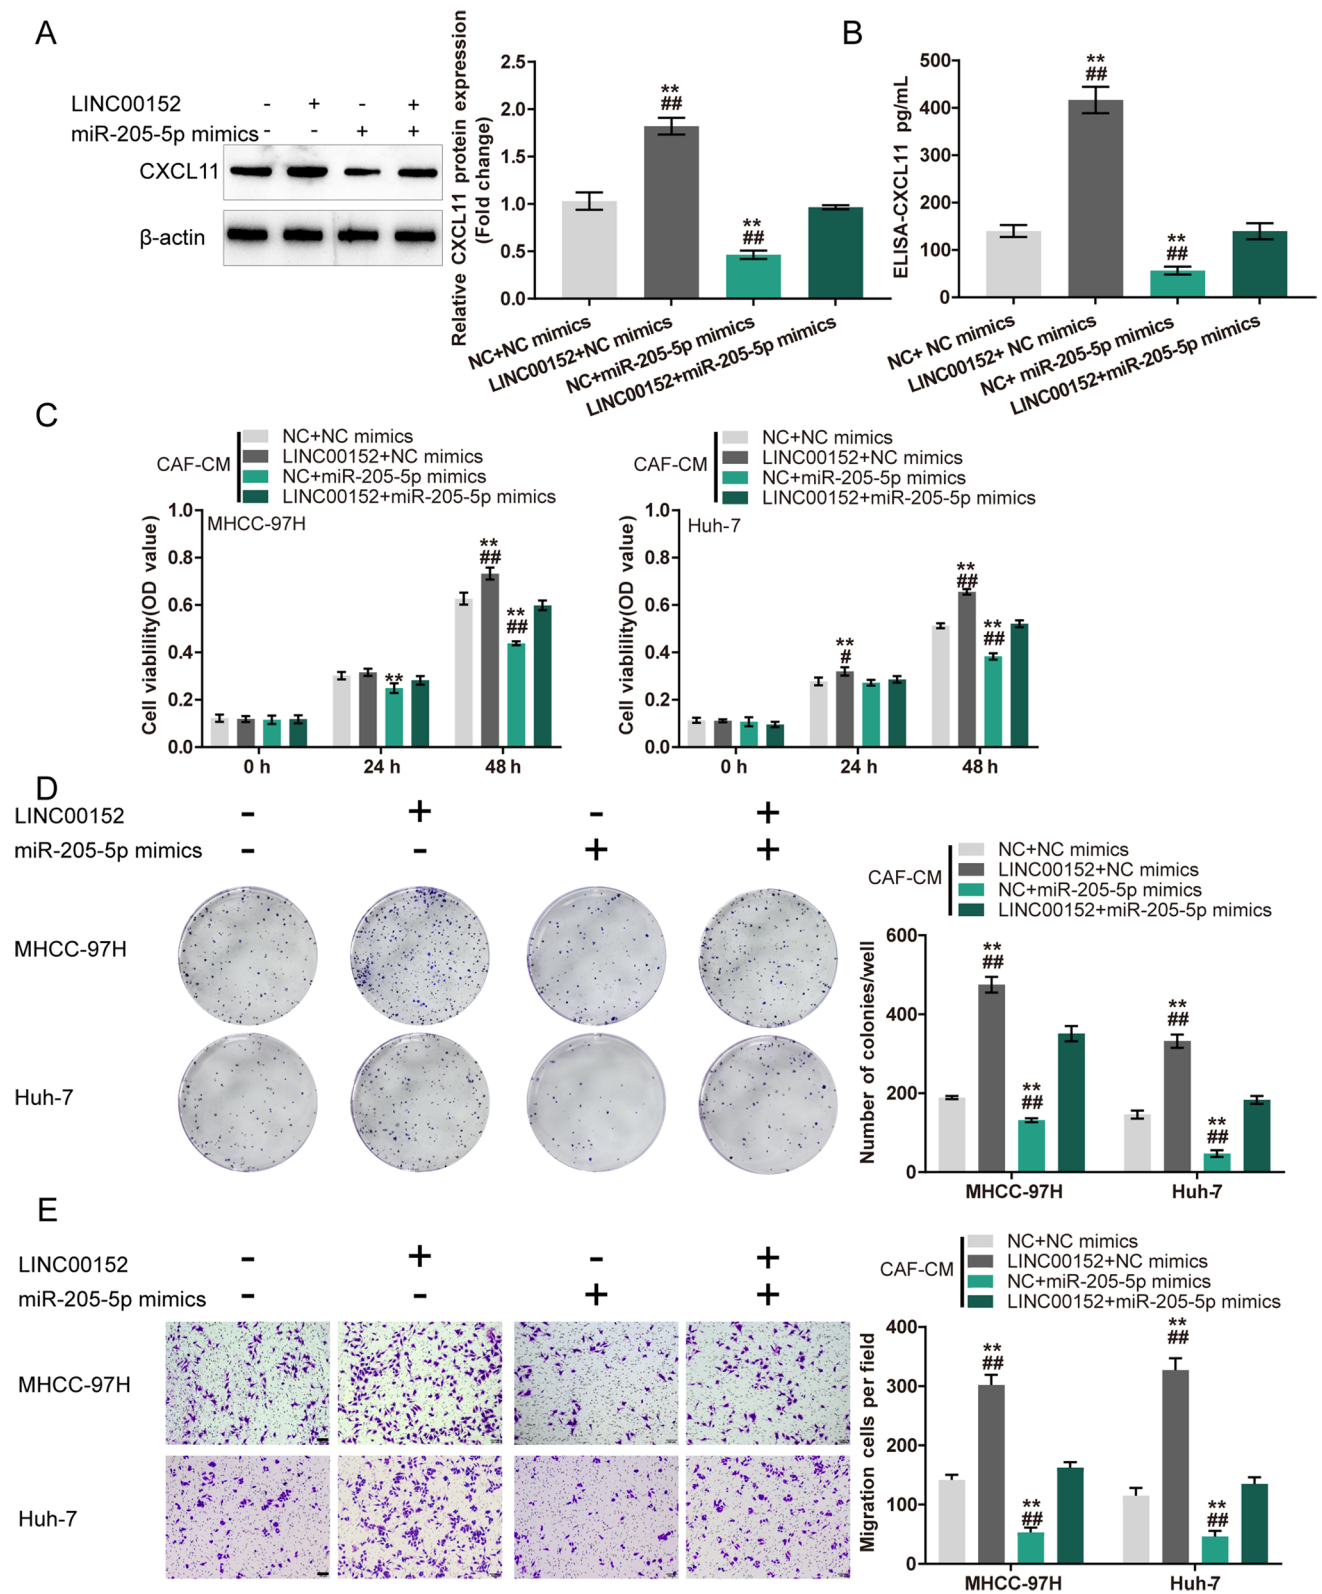 A
LINC00152 - + - +
miR-205-5p mimics - - + +
CXCL11
β-actin
Relative CXCL11 protein expression
(Fold change)
2.5
2.0
1.5
1.0
0.5
0.0
**
##
**
##
NC+NC mimics
LINC00152+NC mimics
NC+miR-205-5p mimics
LINC00152+miR-205-5p mimics
B
ELISA-CXCL11 pg/mL
500
400
300
200
100
0
**
##
**
##
NC+ NC mimics
LINC00152+ NC mimics
NC+ miR-205-5p mimics
LINC00152+miR-205-5p mimics
C
CAF-CM
NC+NC mimics
LINC00152+NC mimics
NC+miR-205-5p mimics
LINC00152+miR-205-5p mimics
MHCC-97H
Cell viablility(OD value)
1.0
0.8
0.6
0.4
0.2
0.0
**
**
##
**
##
0 h 24 h 48 h
CAF-CM
NC+NC mimics
LINC00152+NC mimics
NC+miR-205-5p mimics
LINC00152+miR-205-5p mimics
Huh-7
Cell viablility(OD value)
1.0
0.8
0.6
0.4
0.2
0.0
**
#
**
##
**
##
0 h 24 h 48 h
D
LINC00152 - + - +
miR-205-5p mimics - - + +
MHCC-97H
Huh-7
CAF-CM
NC+NC mimics
LINC00152+NC mimics
NC+miR-205-5p mimics
LINC00152+miR-205-5p mimics
Number of colonies/well
600
400
200
0
**
##
**
##
**
##
**
##
MHCC-97H Huh-7
E
LINC00152 - + - +
miR-205-5p mimics - - + +
MHCC-97H
Huh-7
CAF-CM
NC+NC mimics
LINC00152+NC mimics
NC+miR-205-5p mimics
LINC00152+miR-205-5p mimics
Migration cells per field
400
300
200
100
0
**
##
**
##
**
##
**
##
MHCC-97H Huh-7